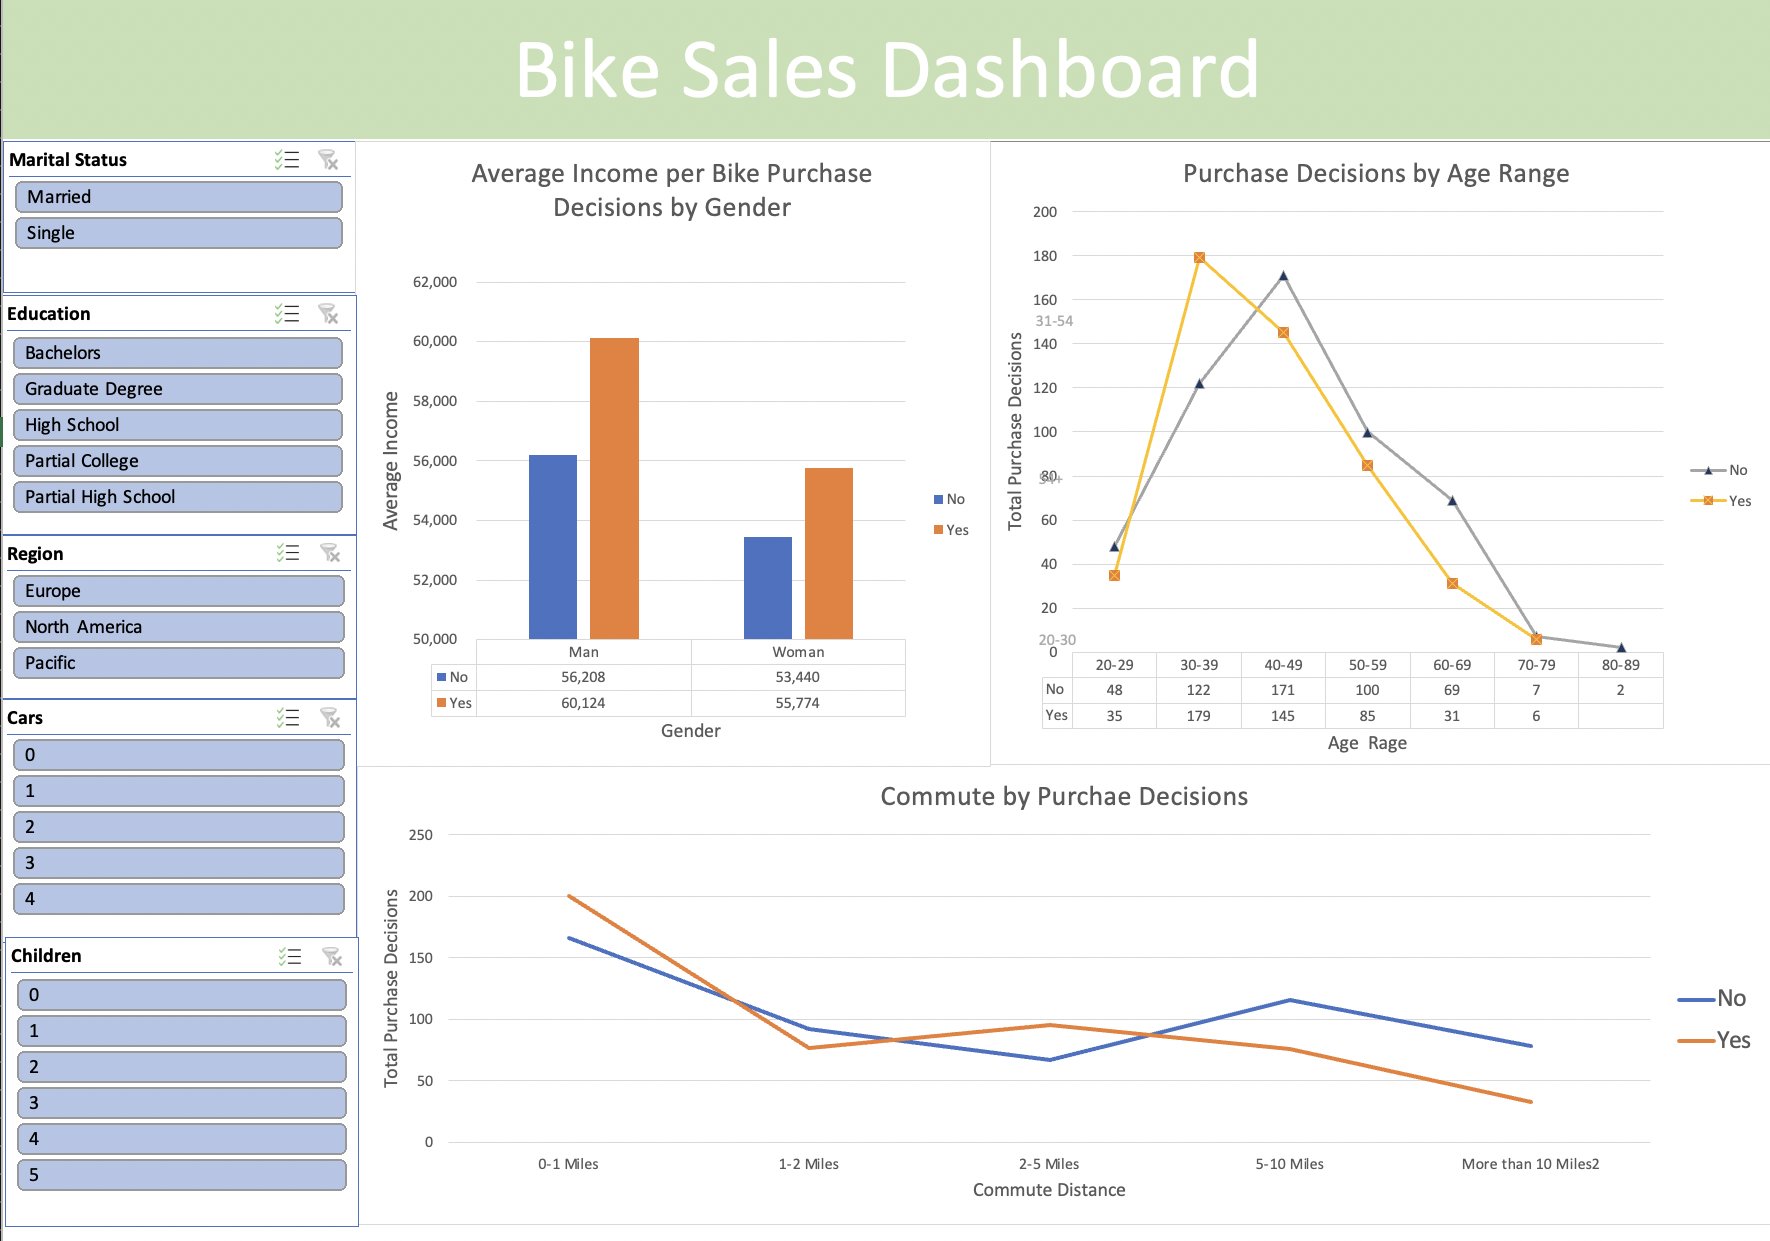 Bike Sales Dashboard
Marital Status
Married
Single
Education
Bachelors
Graduate Degree
High School
Partial College
Partial High School
Region
Europe
North America
Pacific
Cars
0
1
2
3
4
Children
0
1
2
3
4
5
Average Income per Bike Purchase
Decisions by Gender
62,000
60,000
58,000
56,000
54,000
52,000
50,000
Average Income
Man Woman
No 56,208 53,440
Yes 60,124 55,774
Gender
No
Yes
Purchase Decisions by Age Range
200
180
160
31-54
140
120
100
80
54+
60
40
20
20-30
0
Total Purchase Decisions
20-29 30-39 40-49 50-59 60-69 70-79 80-89
No 48 122 171 100 69 7 2
Yes 35 179 145 85 31 6
Age Rage
No
Yes
Commute by Purchae Decisions
250
200
150
100
50
0
Total Purchase Decisions
0-1 Miles 1-2 Miles 2-5 Miles 5-10 Miles More than 10 Miles2
Commute Distance
No
Yes